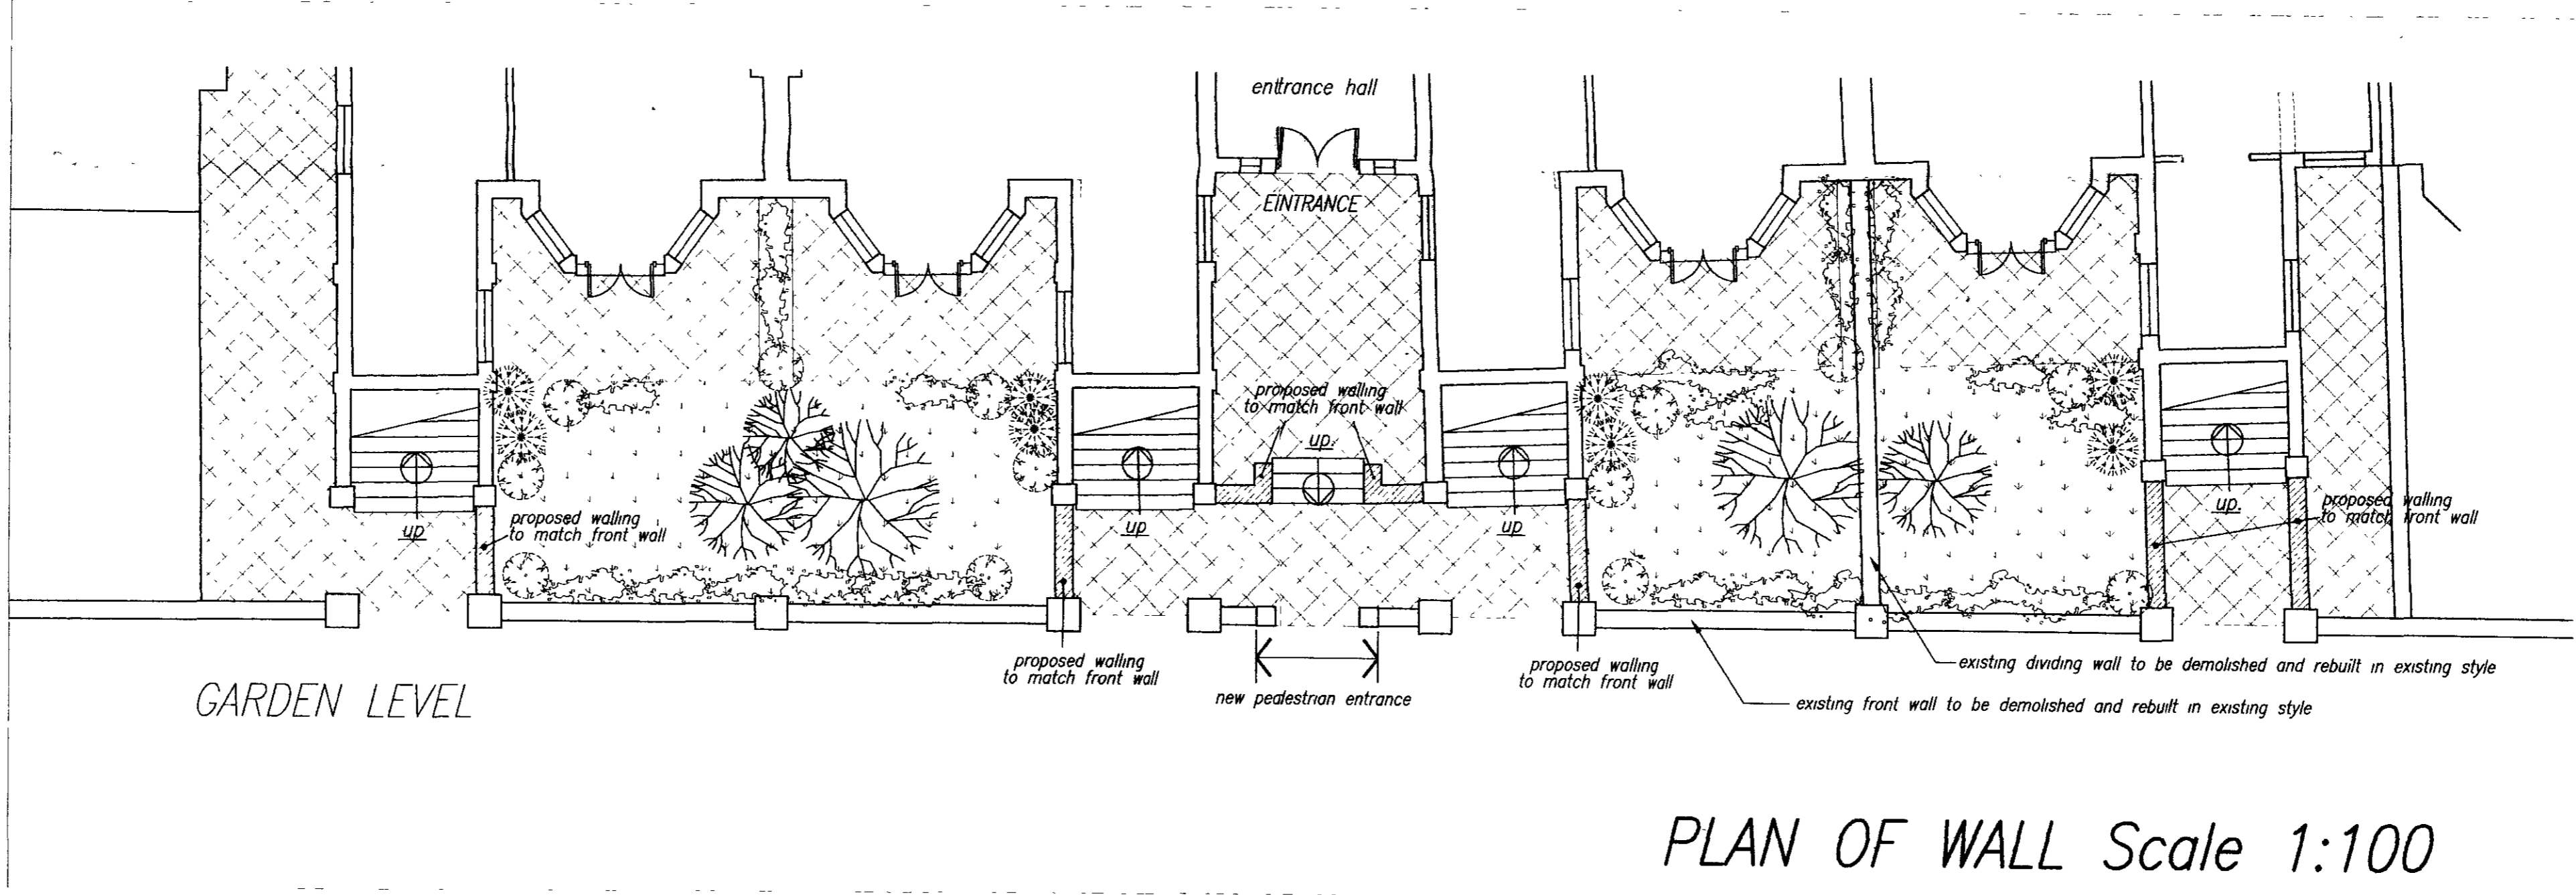 entrance hall
ENTRANCE
proposed walling
to match front wall
up.
up
proposed walling
to match front wall
up
up
up.
proposed walling
to match front wall
proposed walling
to match front wall
new pedestrian entrance
proposed walling
to match front wall
existing dividing wall to be demolished and rebuilt in existing style
existing front wall to be demolished and rebuilt in existing style
GARDEN LEVEL
PLAN OF WALL Scale 1:100